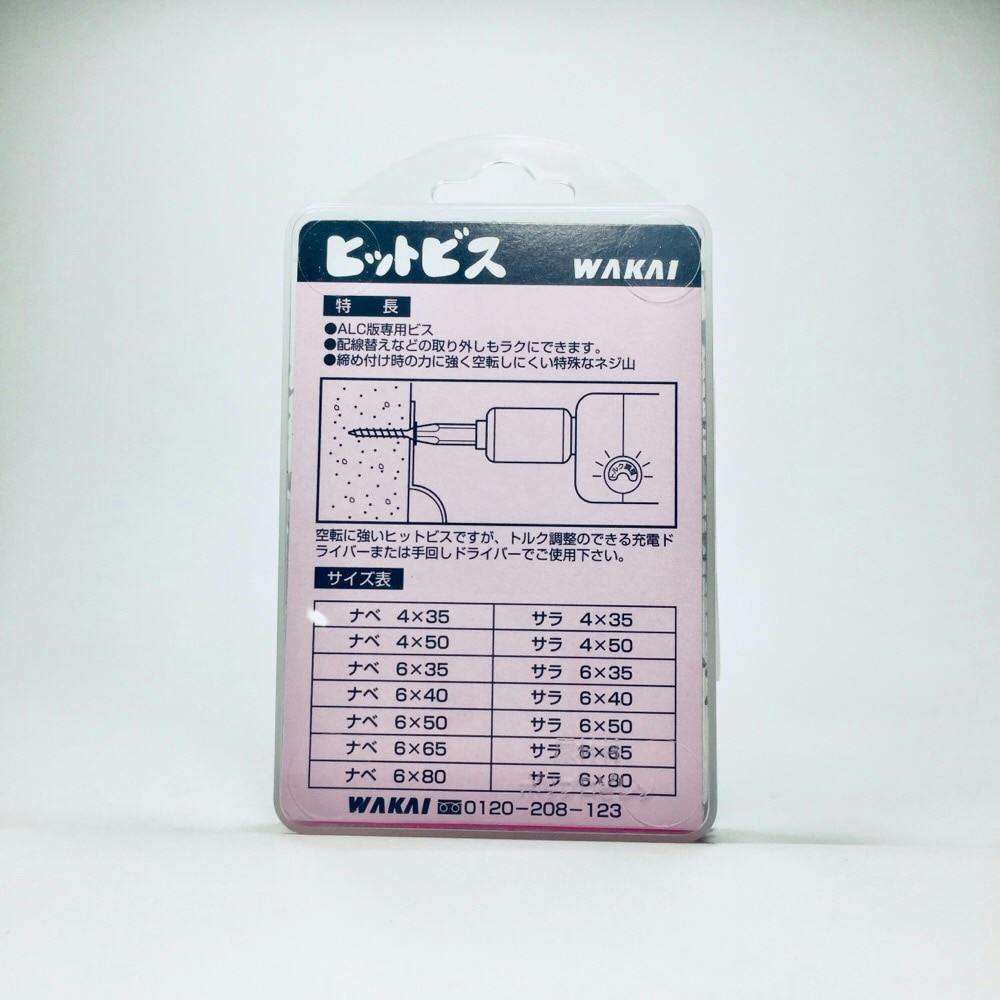 ヒットビス WAKAI
特 長
●ALC版専用ビス
●配線替えなどの取り外しもラクにできます。
●締め付け時の力に強く空転しにくい特殊なネジ山
トルク調整
空転に強いヒットビスですが、トルク調整のできる充電ド
ライバーまたは手回しドライバーでご使用下さい。
サイズ表
ナベ 4×35 サラ 4×35
ナベ 4×50 サラ 4×50
ナベ 6×35 サラ 6×35
ナベ 6×40 サラ 6×40
ナベ 6×50 サラ 6×50
ナベ 6×65 サラ 6×65
ナベ 6×80 サラ 6×80
WAKAI 0120-208-123